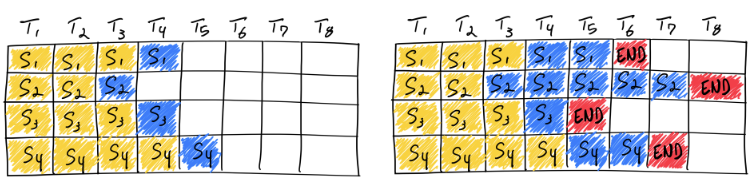 T1 T2 T3 T4 T5 T6 T7 T8
S1 S1 S1 S1
S2 S2 S2
S3 S3 S3 S3
S4 S4 S4 S4 S4
T1 T2 T3 T4 T5 T6 T7 T8
S1 S1 S1 S1 S1 END
S2 S2 S2 S2 S2 S2 S2 END
S3 S3 S3 S3 END
S4 S4 S4 S4 S4 S4 END